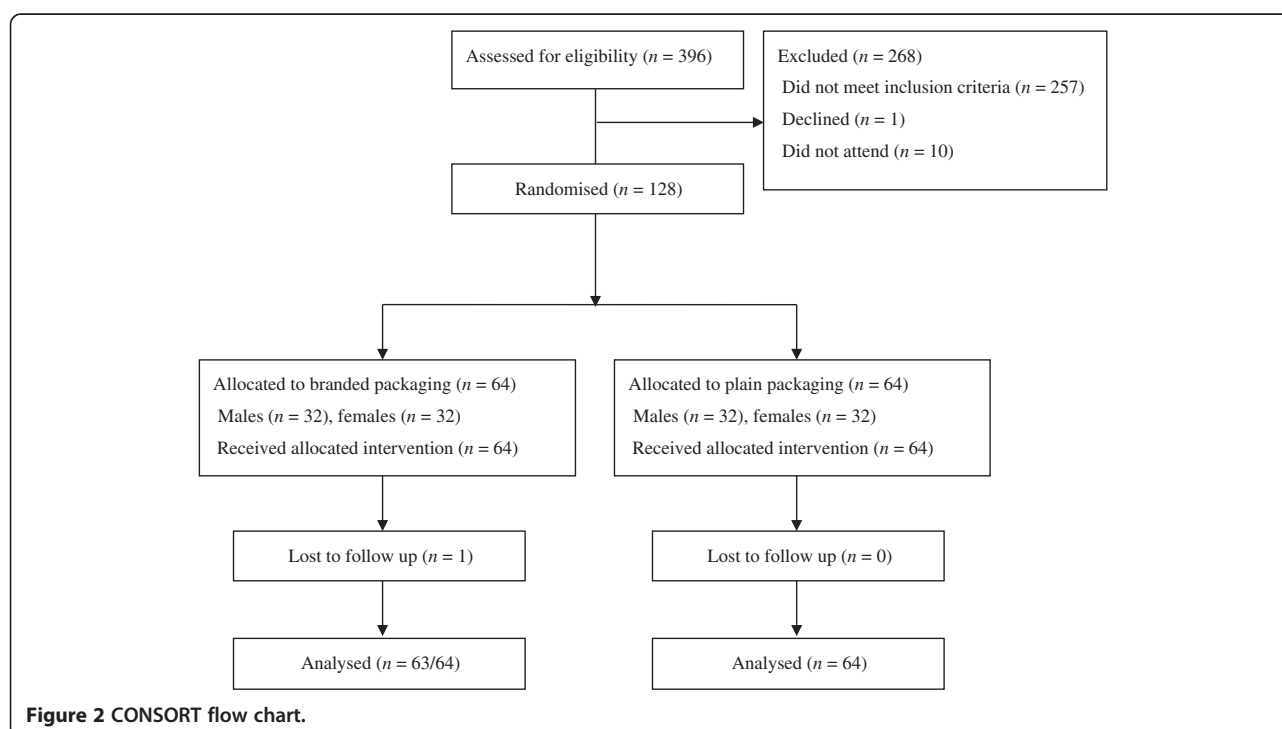 Assessed for eligibility (n = 396)
Excluded (n = 268)
Did not meet inclusion criteria (n = 257)
Declined (n = 1)
Did not attend (n = 10)
Randomised (n = 128)
Allocated to branded packaging (n = 64)
Males (n = 32), females (n = 32)
Received allocated intervention (n = 64)
Allocated to plain packaging (n = 64)
Males (n = 32), females (n = 32)
Received allocated intervention (n = 64)
Lost to follow up (n = 1)
Lost to follow up (n = 0)
Analysed (n = 63/64)
Analysed (n = 64)
Figure 2 CONSORT flow chart.